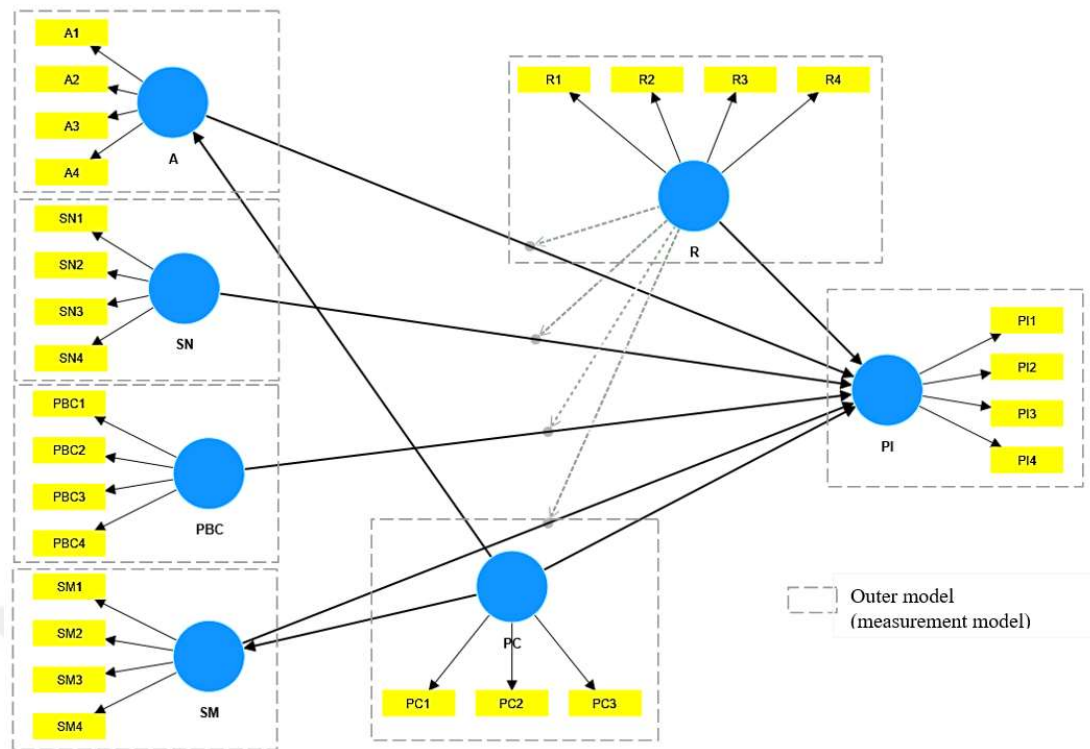 A1
A2
A3
A4
A
SN1
SN2
SN3
SN4
SN
PBC1
PBC2
PBC3
PBC4
PBC
SM1
SM2
SM3
SM4
SM
R1 R2 R3 R4
R
PI1
PI2
PI3
PI4
PI
PC
PC1 PC2 PC3
Outer model
(measurement model)